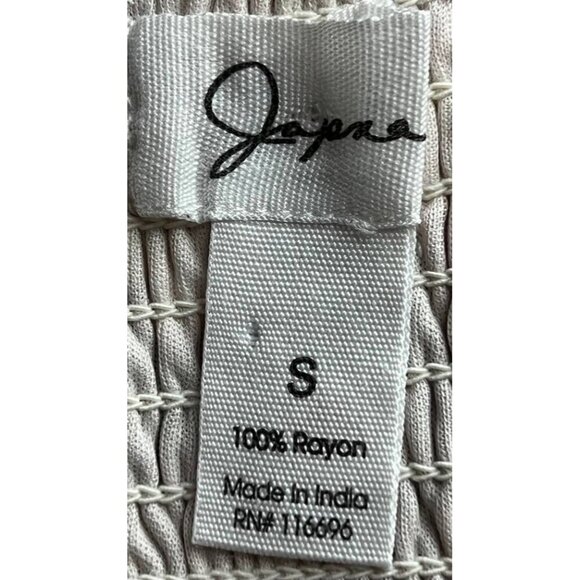 Japna
S
100% Rayon
Made In India
RN# 116696